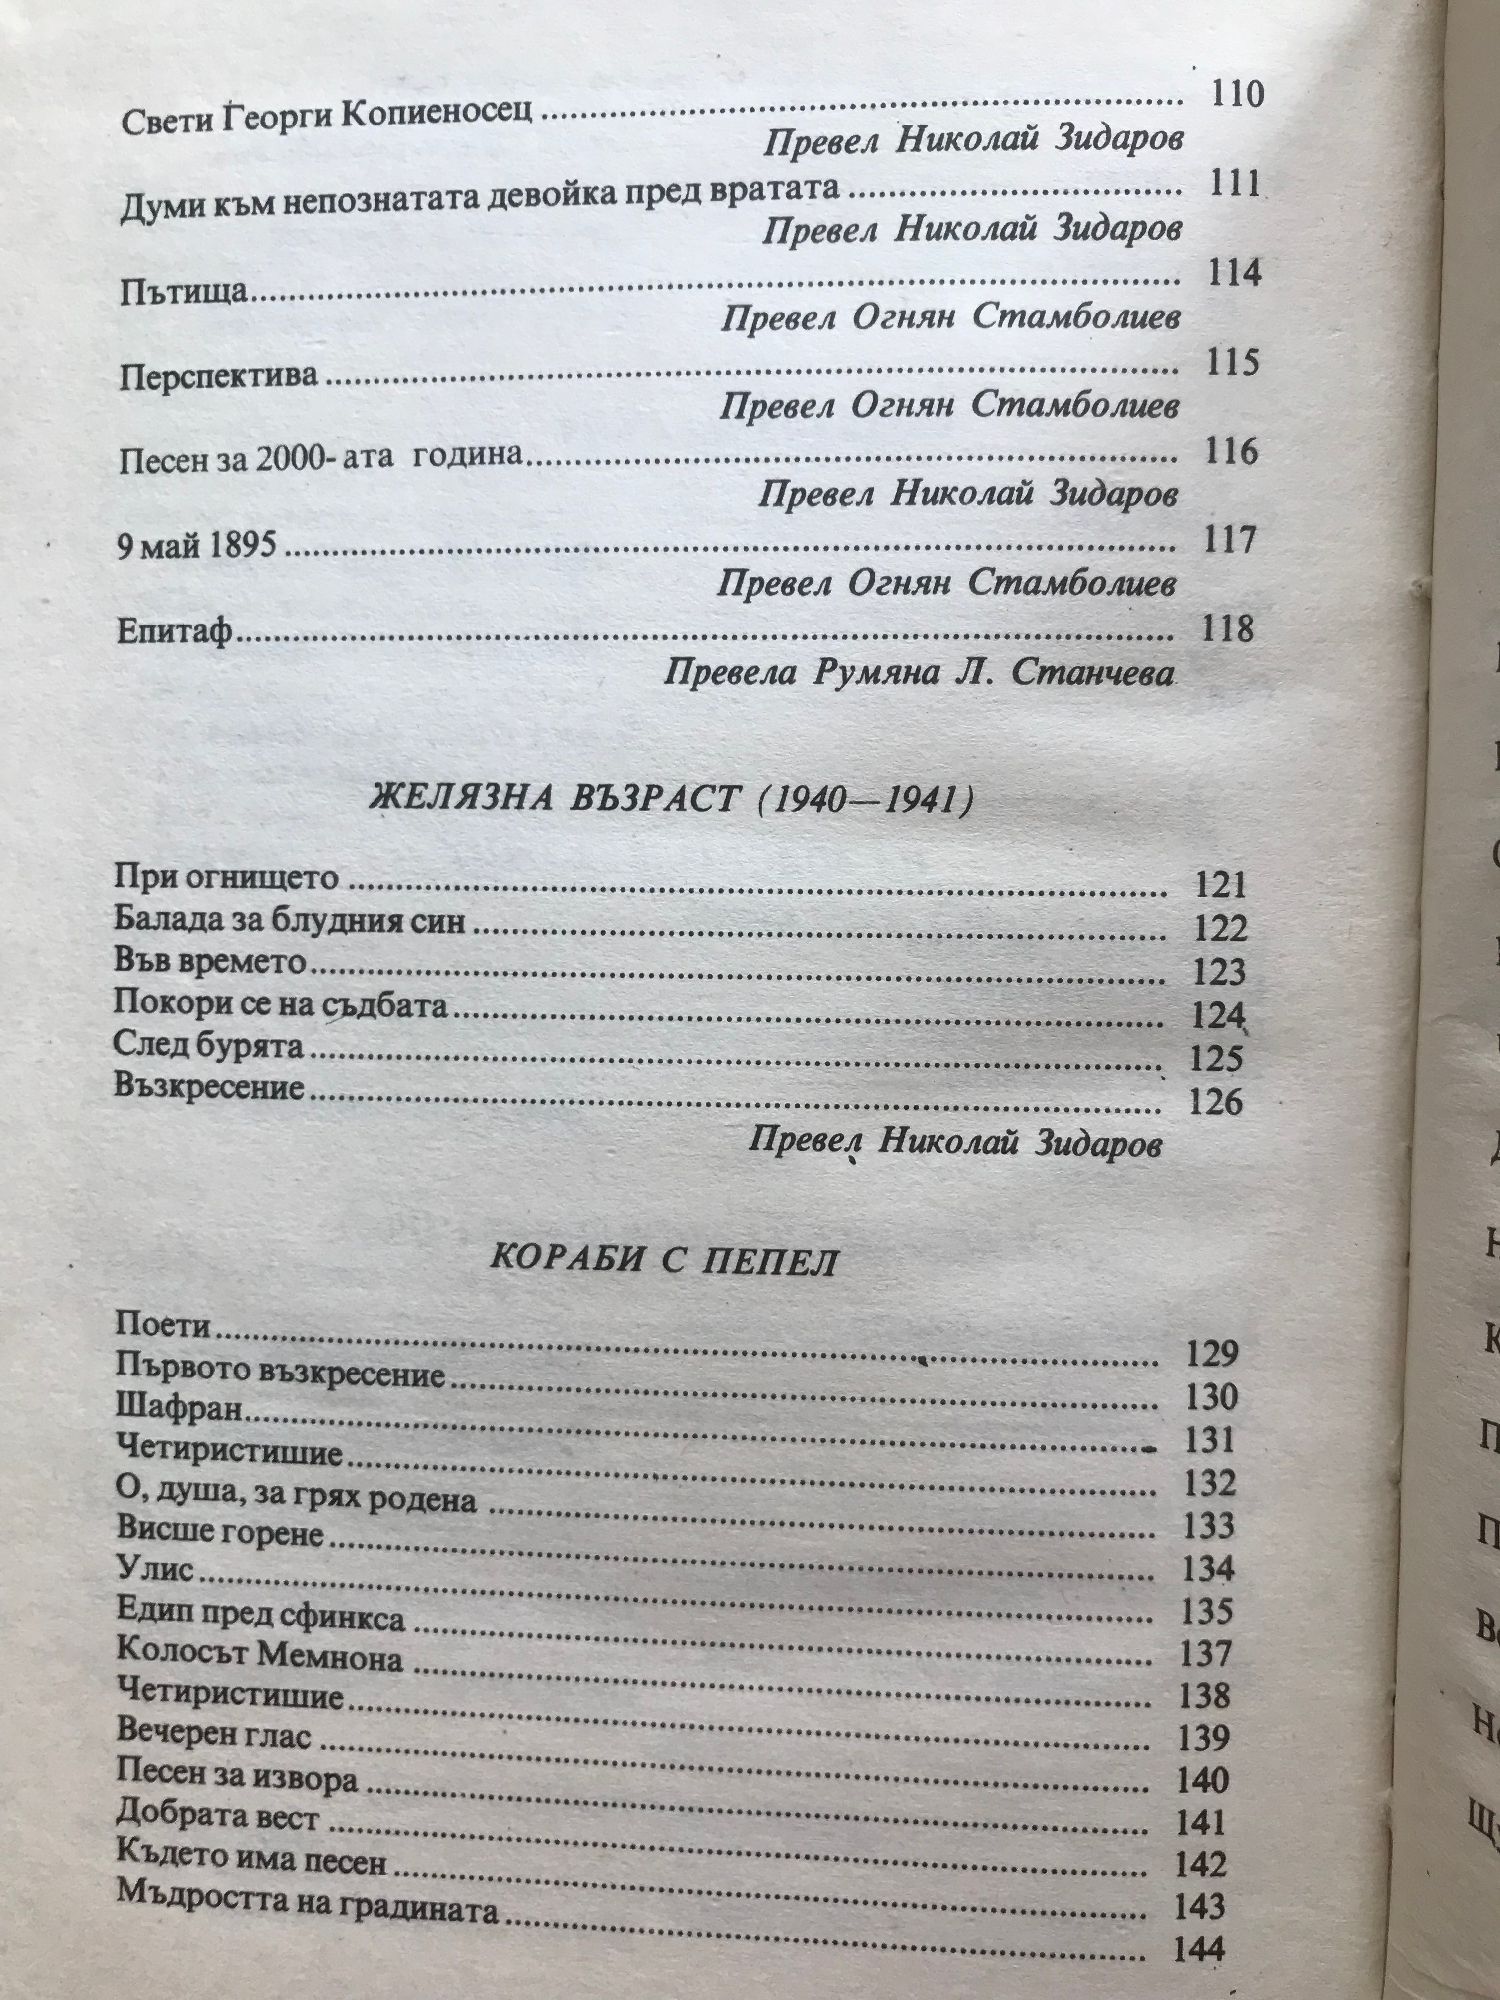 Свети Георги Копиеносец ........ 110
Превел Николай Зидаров
Думи към непознатата девойка пред вратата ........ 111
Превел Николай Зидаров
Пътища ........ 114
Превел Огнян Стамболиев
Перспектива ........ 115
Превел Огнян Стамболиев
Песен за 2000- ата година ........ 116
Превел Николай Зидаров
9 май 1895 ........ 117
Превел Огнян Стамболиев
Епитаф ........ 118
Превела Румяна Л. Станчева
ЖЕЛЯЗНА ВЪЗРАСТ (1940—1941)
При огнището ........ 121
Балада за блудния син ........ 122
Във времето ........ 123
Покори се на съдбата ........ 124
След бурята ........ 125
Възкресение ........ 126
Превел Николай Зидаров
КОРАБИ С ПЕПЕЛ
Поети ........ 129
Първото възкресение ........ 130
Шафран ........ 131
Четиристишие ........ 132
О, душа, за грях родена ........ 133
Висше горене ........ 134
Улис ........ 135
Едип пред сфинкса ........ 137
Колосът Мемнона ........ 138
Четиристишие ........ 139
Вечерен глас ........ 140
Песен за извора ........ 141
Добрата вест ........ 142
Където има песен ........ 143
Мъдростта на градината ........ 144